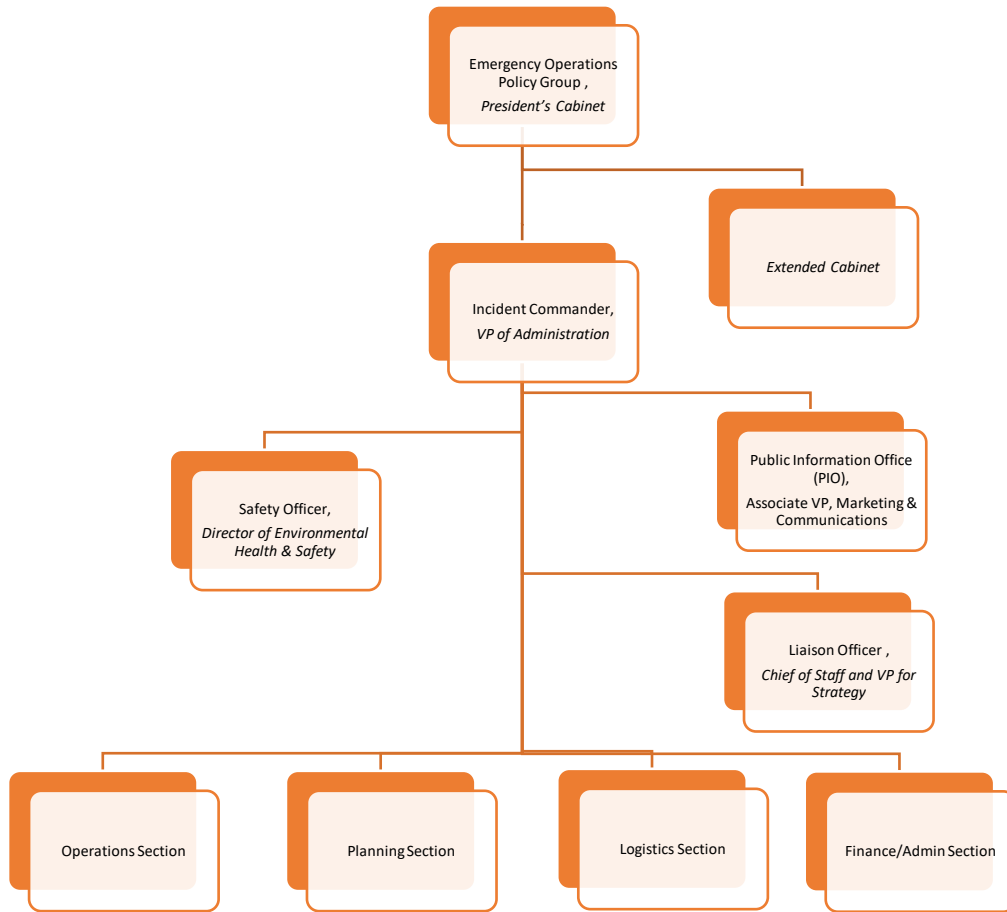 Emergency Operations
Policy Group ,
President's Cabinet
Extended Cabinet
Incident Commander,
VP of Administration
Public Information Office
(PIO),
Associate VP, Marketing &
Communications
Safety Officer,
Director of Environmental
Health & Safety
Liaison Officer ,
Chief of Staff and VP for
Strategy
Operations Section
Planning Section
Logistics Section
Finance/Admin Section